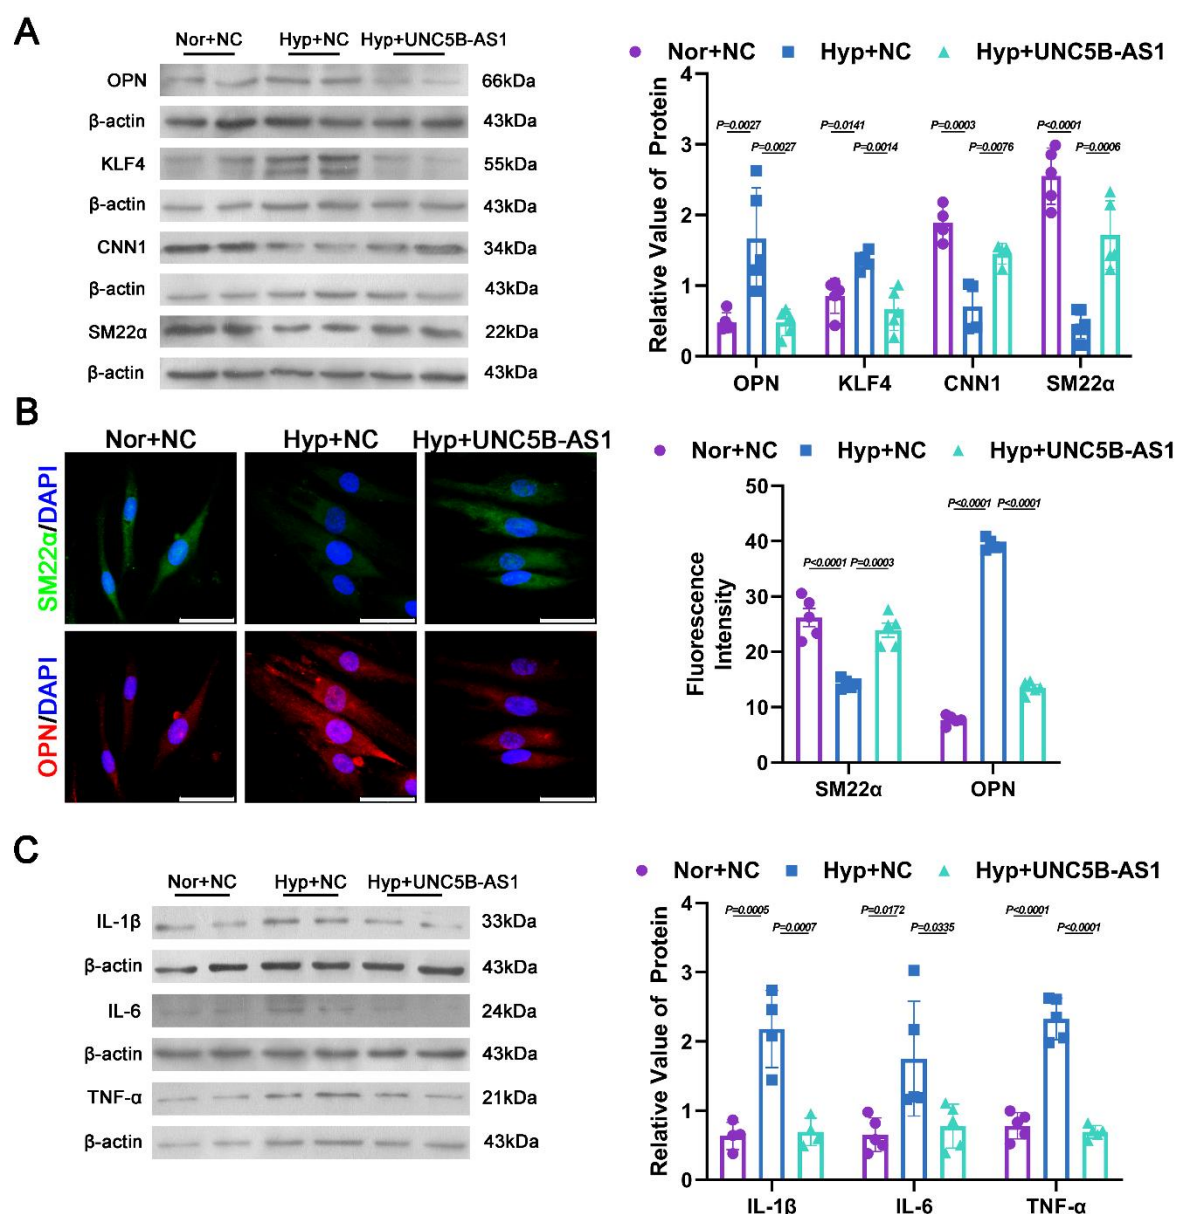 A
Nor+NC Hyp+NC Hyp+UNC5B-AS1
OPN 66kDa
β-actin 43kDa
KLF4 55kDa
β-actin 43kDa
CNN1 34kDa
β-actin 43kDa
SM22α 22kDa
β-actin 43kDa
Nor+NC Hyp+NC Hyp+UNC5B-AS1
Relative Value of Protein
4
3
2
1
0
P=0.0027 P=0.0141 P=0.0003 P<0.0001
P=0.0027 P=0.0014 P=0.0076 P=0.0006
OPN KLF4 CNN1 SM22α
B
Nor+NC Hyp+NC Hyp+UNC5B-AS1
SM22α/DAPI
OPN/DAPI
Nor+NC Hyp+NC Hyp+UNC5B-AS1
Fluorescence
Intensity
50
40
30
20
10
0
P<0.0001 P<0.0001
P<0.0001 P=0.0003
SM22α OPN
C
Nor+NC Hyp+NC Hyp+UNC5B-AS1
IL-1β 33kDa
β-actin 43kDa
IL-6 24kDa
β-actin 43kDa
TNF-α 21kDa
β-actin 43kDa
Nor+NC Hyp+NC Hyp+UNC5B-AS1
Relative Value of Protein
4
3
2
1
0
P=0.0005 P=0.0172 P<0.0001
P=0.0007 P=0.0335 P<0.0001
IL-1β IL-6 TNF-α